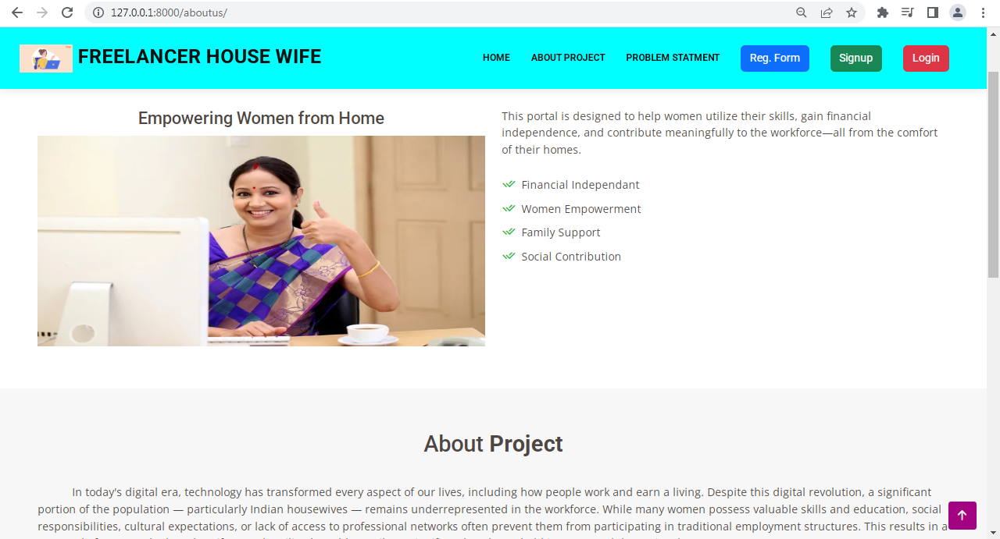 127.0.0.1:8000/aboutus/
FREELANCER HOUSE WIFE
HOME
ABOUT PROJECT
PROBLEM STATMENT
Reg. Form
Signup
Login
Empowering Women from Home
This portal is designed to help women utilize their skills, gain financial
independence, and contribute meaningfully to the workforce—all from the comfort
of their homes.
Financial Independant
Women Empowerment
Family Support
Social Contribution
About Project
In today's digital era, technology has transformed every aspect of our lives, including how people work and earn a living. Despite this digital revolution, a significant
portion of the population — particularly Indian housewives — remains underrepresented in the workforce. While many women possess valuable skills and education, social
responsibilities, cultural expectations, or lack of access to professional networks often prevent them from participating in traditional employment structures. This results in a